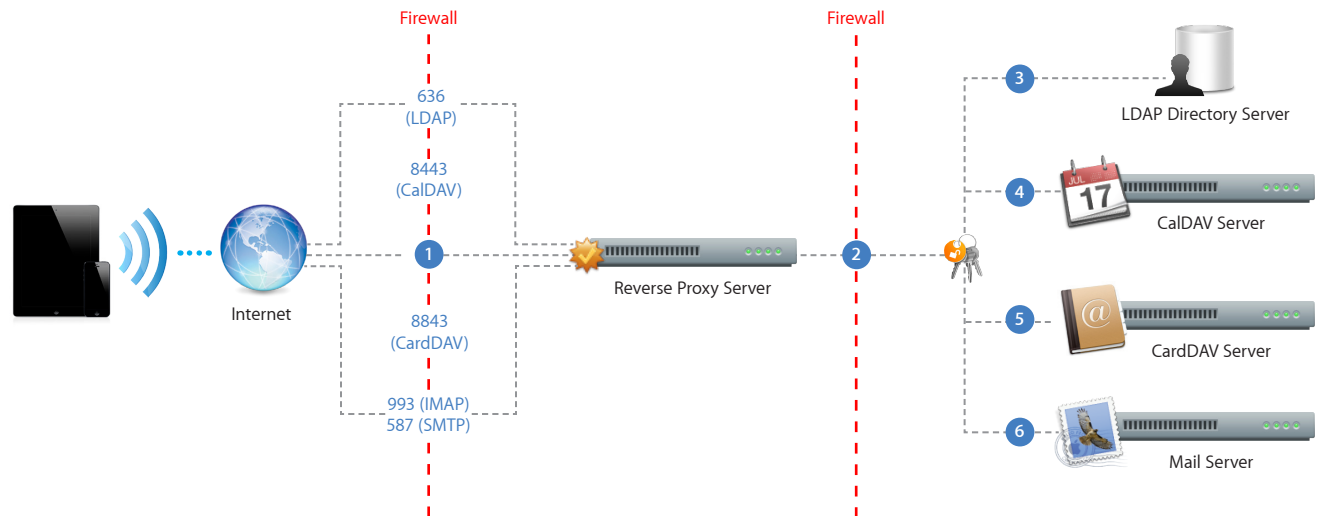 Firewall
Firewall
636
(LDAP)
8443
(CalDAV)
1
8843
(CardDAV)
993 (IMAP)
587 (SMTP)
Internet
Reverse Proxy Server
2
3
LDAP Directory Server
4
JUL
17
CalDAV Server
5
@
CardDAV Server
6
Mail Server